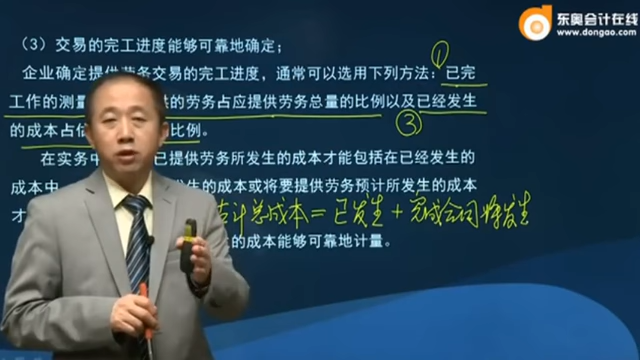 东奥会计在线
www.dongao.com
（3）交易的完工进度能够可靠地确定；
企业确定提供劳务交易的完工进度，通常可以选用下列方法：已完
①
工作的测量 的劳务占应提供劳务总量的比例以及已经发生
的成本占估 比例。
③
在实务中 已提供劳务所发生的成本才能包括在已经发生的
成本中 生的成本或将要提供劳务预计所发生的成本
才 估计总成本＝已发生＋完成合同将发生
的成本能够可靠地计量。